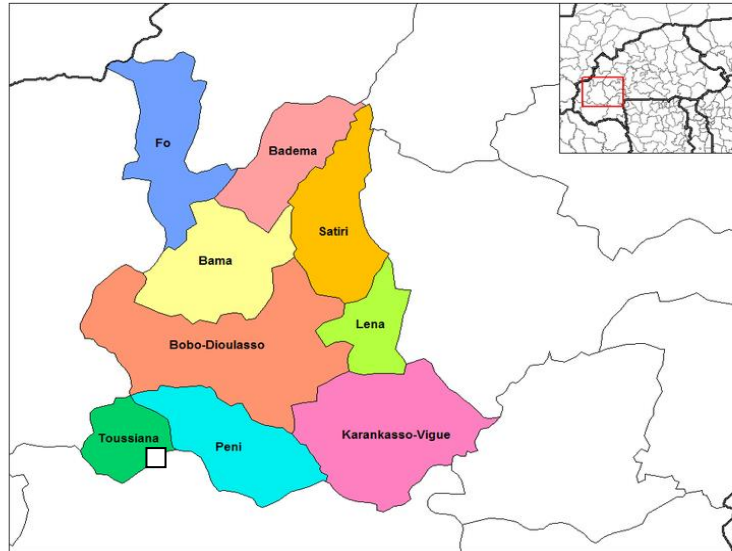 Fo
Badema
Satiri
Bama
Lena
Bobo-Dioulasso
Toussiana
Peni
Karankasso-Vigue